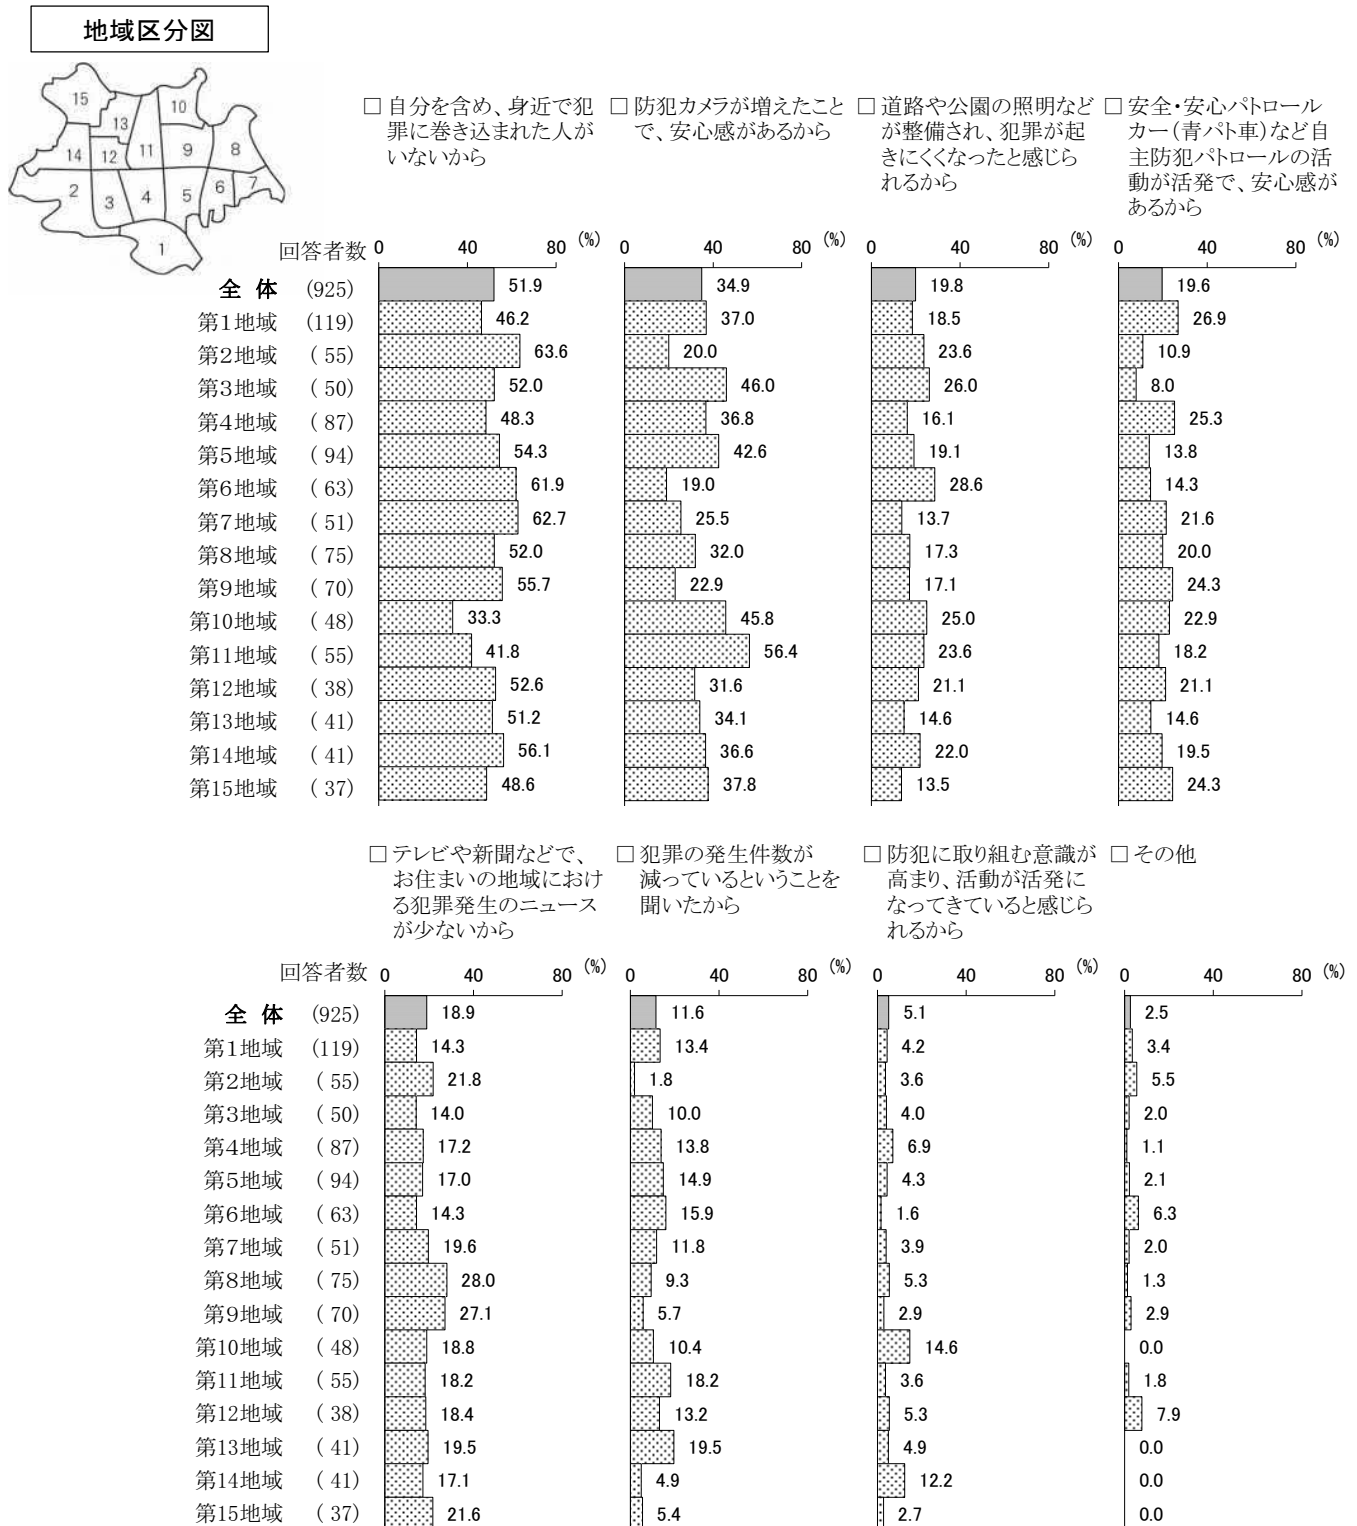 地域区分図
15
10
13
14
12
11
9
8
2
3
4
5
6
7
1
□ 自分を含め、身近で犯
罪に巻き込まれた人が
いないから
□ 防犯カメラが増えたこと
で、安心感があるから
□ 道路や公園の照明など
が整備され、犯罪が起
きにくくなったと感じら
れるから
□ 安全・安心パトロール
カー（青パト車）など自
主防犯パトロールの活
動が活発で、安心感が
あるから
回答者数 0 40 80 (%) 0 40 80 (%) 0 40 80 (%) 0 40 80 (%)
全 体 (925) 51.9 34.9 19.8 19.6
第1地域 (119) 46.2 37.0 18.5 26.9
第2地域 ( 55) 63.6 20.0 23.6 10.9
第3地域 ( 50) 52.0 46.0 26.0 8.0
第4地域 ( 87) 48.3 36.8 16.1 25.3
第5地域 ( 94) 54.3 42.6 19.1 13.8
第6地域 ( 63) 61.9 19.0 28.6 14.3
第7地域 ( 51) 62.7 25.5 13.7 21.6
第8地域 ( 75) 52.0 32.0 17.3 20.0
第9地域 ( 70) 55.7 22.9 17.1 24.3
第10地域 ( 48) 33.3 45.8 25.0 22.9
第11地域 ( 55) 41.8 56.4 23.6 18.2
第12地域 ( 38) 52.6 31.6 21.1 21.1
第13地域 ( 41) 51.2 34.1 14.6 14.6
第14地域 ( 41) 56.1 36.6 22.0 19.5
第15地域 ( 37) 48.6 37.8 13.5 24.3
□ テレビや新聞などで、
お住まいの地域におけ
る犯罪発生のニュース
が少ないから
□ 犯罪の発生件数が
減っているということを
聞いたから
□ 防犯に取り組む意識が
高まり、活動が活発に
なってきていると感じら
れるから
□ その他
回答者数 0 40 80 (%) 0 40 80 (%) 0 40 80 (%) 0 40 80 (%)
全 体 (925) 18.9 11.6 5.1 2.5
第1地域 (119) 14.3 13.4 4.2 3.4
第2地域 ( 55) 21.8 1.8 3.6 5.5
第3地域 ( 50) 14.0 10.0 4.0 2.0
第4地域 ( 87) 17.2 13.8 6.9 1.1
第5地域 ( 94) 17.0 14.9 4.3 2.1
第6地域 ( 63) 14.3 15.9 1.6 6.3
第7地域 ( 51) 19.6 11.8 3.9 2.0
第8地域 ( 75) 28.0 9.3 5.3 1.3
第9地域 ( 70) 27.1 5.7 2.9 2.9
第10地域 ( 48) 18.8 10.4 14.6 0.0
第11地域 ( 55) 18.2 18.2 3.6 1.8
第12地域 ( 38) 18.4 13.2 5.3 7.9
第13地域 ( 41) 19.5 19.5 4.9 0.0
第14地域 ( 41) 17.1 4.9 12.2 0.0
第15地域 ( 37) 21.6 5.4 2.7 0.0